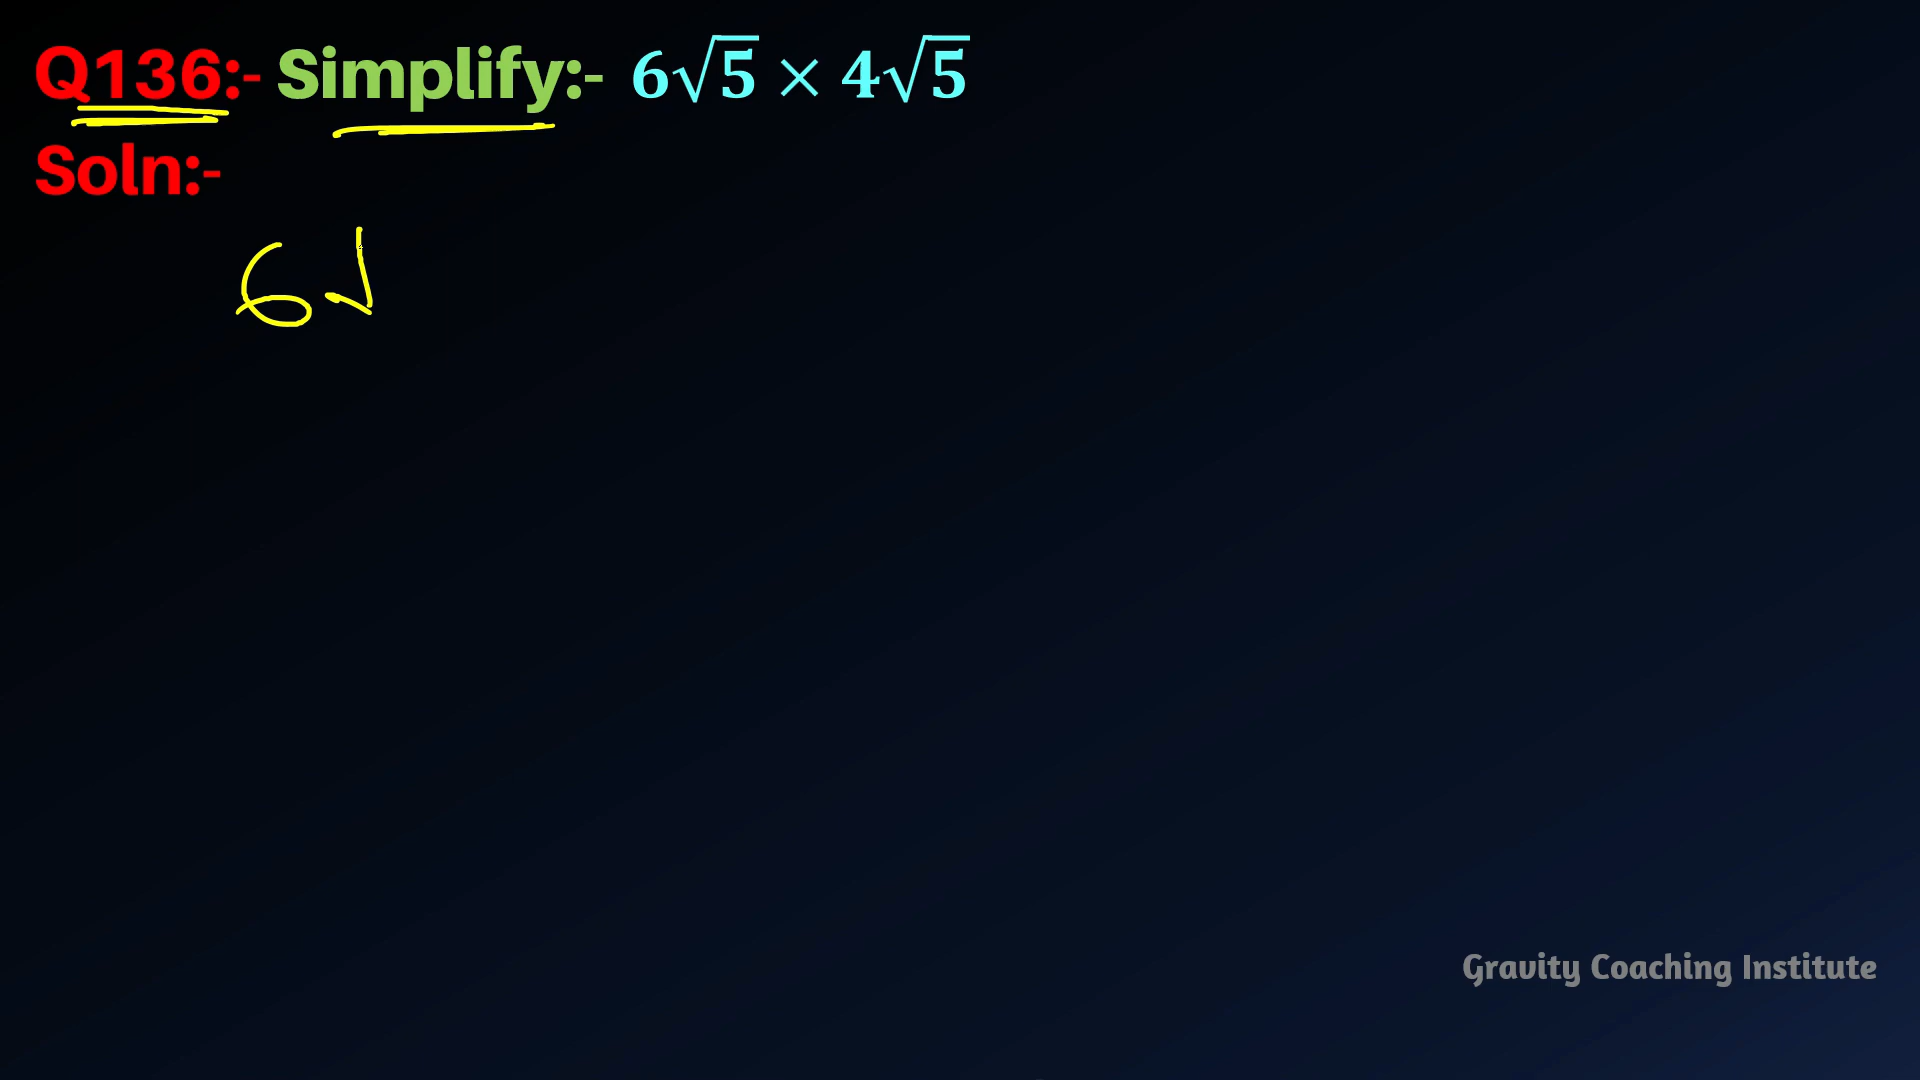 Q136:- Simplify:- 6√5 × 4√5
Soln:-
6√
Gravity Coaching Institute